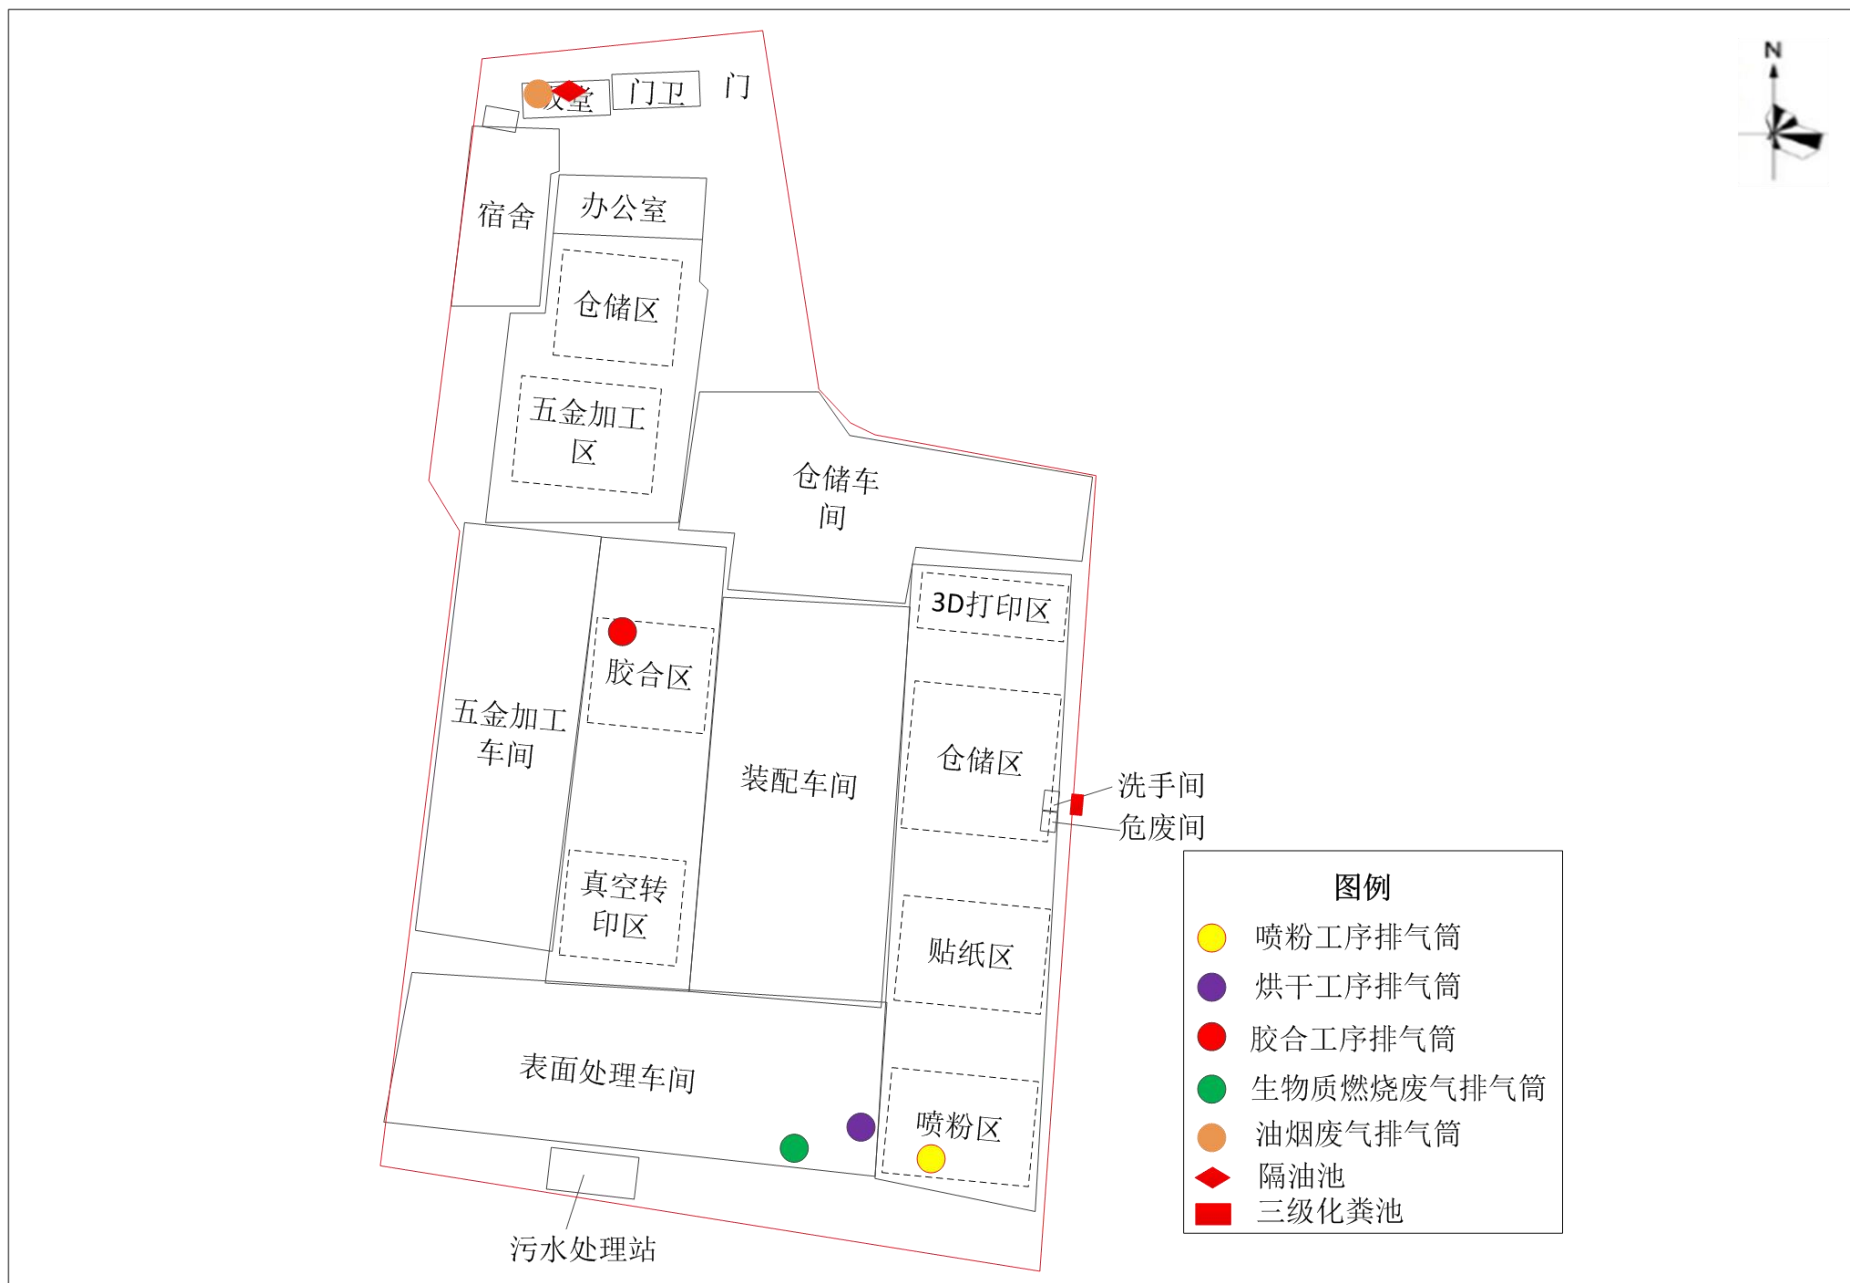 N
堂
门卫
门
宿舍
办公室
仓储区
五金加工
区
仓储车
间
3D打印区
胶合区
五金加工
车间
装配车间
仓储区
洗手间
危废间
真空转
印区
贴纸区
表面处理车间
喷粉区
污水处理站
图例
喷粉工序排气筒
烘干工序排气筒
胶合工序排气筒
生物质燃烧废气排气筒
油烟废气排气筒
隔油池
三级化粪池